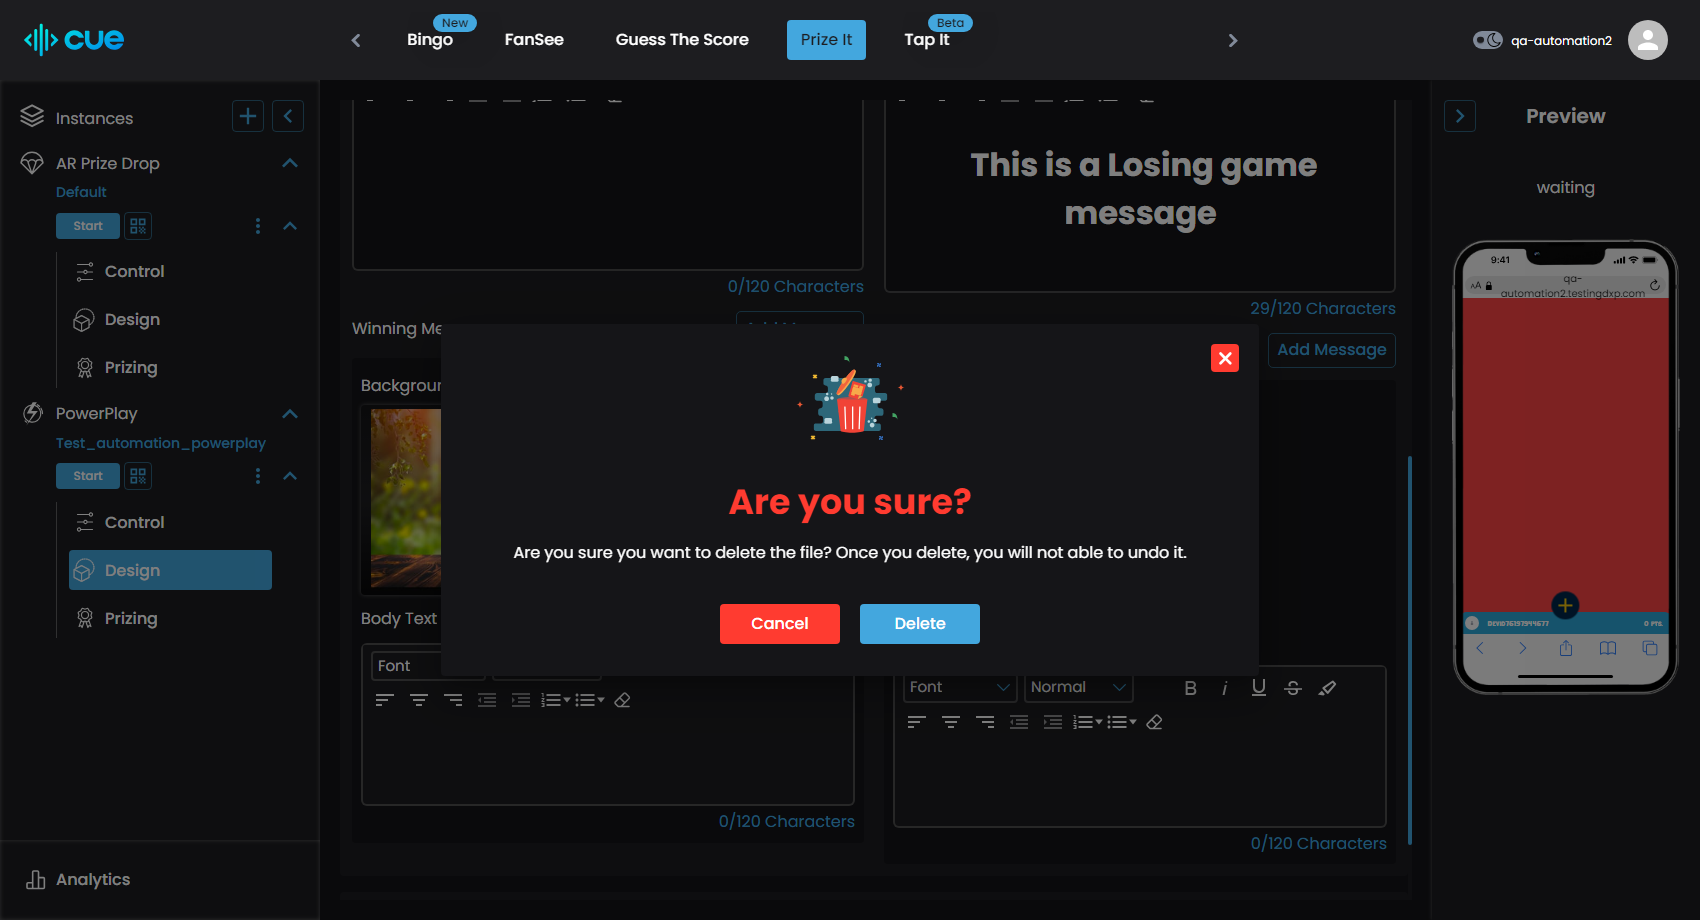 cue
Bingo
New
FanSee
Guess The Score
Prize It
Tap It
Beta
qa-automation2
Instances
AR Prize Drop
Default
Start
Control
Design
Prizing
PowerPlay
Test_automation_powerplay
Start
Control
Design
Prizing
Analytics
This is a Losing game
message
0/120 Characters
29/120 Characters
Winning Me
Add Message
Backgroun
Are you sure?
Are you sure you want to delete the file? Once you delete, you will not able to undo it.
Cancel
Delete
Body Text
Font
0/120 Characters
Font
Normal
B i U S
0/120 Characters
Preview
waiting
9:41
AA
qa-
automation2.testingdxp.com
0 PTS.